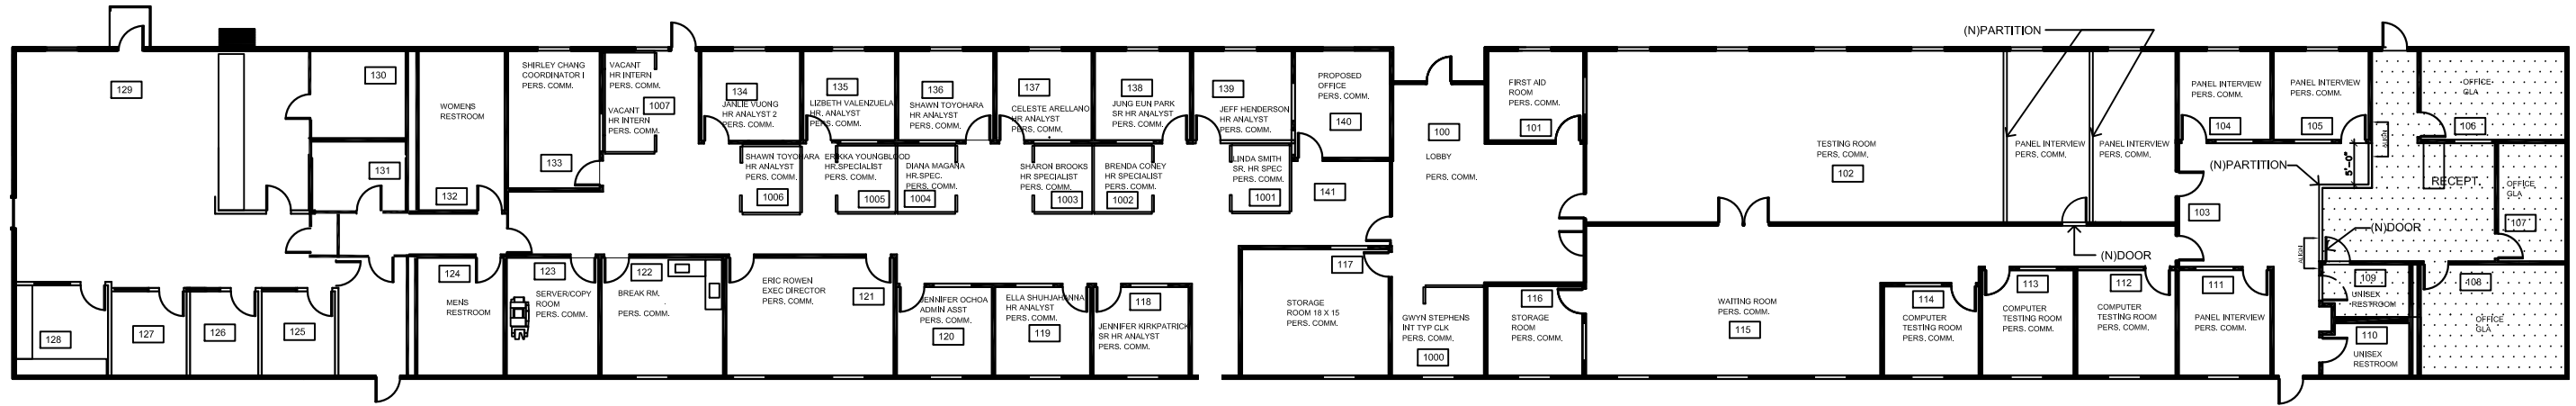 129
130
131
WOMENS
RESTROOM
132
SHIRLEY CHANG
COORDINATOR I
PERS. COMM.
133
VACANT
HR INTERN
PERS. COMM.
1007
VACANT
HR INTERN
PERS. COMM.
134
JANLIE VUONG
HR ANALYST 2
PERS. COMM.
135
LIZBETH VALENZUELA
HR. ANALYST
PERS. COMM.
136
SHAWN TOYOHARA
HR ANALYST
PERS. COMM.
137
CELESTE ARELLANO
HR ANALYST
PERS. COMM.
138
JUNG EUN PARK
SR HR ANALYST
PERS. COMM.
139
JEFF HENDERSON
HR ANALYST
PERS. COMM.
PROPOSED
OFFICE
PERS. COMM.
140
SHAWN TOYOHARA
HR ANALYST
PERS. COMM.
1006
ERIKKA YOUNGBLOOD
HR.SPECIALIST
PERS. COMM.
1005
DIANA MAGANA
HR.SPEC.
PERS. COMM.
1004
SHARON BROOKS
HR SPECIALIST
PERS. COMM.
1003
BRENDA CONEY
HR SPECIALIST
PERS. COMM.
1002
LINDA SMITH
SR. HR SPEC
PERS. COMM.
1001
141
100
LOBBY
PERS. COMM.
FIRST AID
ROOM
PERS. COMM.
101
TESTING ROOM
PERS. COMM.
102
(N)PARTITION
PANEL INTERVIEW
PERS. COMM.
PANEL INTERVIEW
PERS. COMM.
PANEL INTERVIEW
PERS. COMM.
104
PANEL INTERVIEW
PERS. COMM.
105
OFFICE
GLA
106
ALIGN
5'-0"
(N)PARTITION
RECEPT.
OFFICE
GLA
107
103
(N)DOOR
(N)DOOR
ALIGN
128
127
126
125
124
MENS
RESTROOM
123
SERVER/COPY
ROOM
PERS. COMM.
122
BREAK RM.
PERS. COMM.
ERIC ROWEN
EXEC DIRECTOR
PERS. COMM.
121
JENNIFER OCHOA
ADMIN ASST
PERS. COMM.
120
ELLA SHUHJAHANNA
HR ANALYST
PERS. COMM.
119
118
JENNIFER KIRKPATRICK
SR HR ANALYST
PERS. COMM.
117
STORAGE
ROOM 18 X 15
PERS. COMM.
GWYN STEPHENS
INT TYP CLK
PERS. COMM.
1000
116
STORAGE
ROOM
PERS. COMM.
WAITING ROOM
PERS. COMM.
115
114
COMPUTER
TESTING ROOM
PERS. COMM.
113
COMPUTER
TESTING ROOM
PERS. COMM.
112
COMPUTER
TESTING ROOM
PERS. COMM.
111
PANEL INTERVIEW
PERS. COMM.
109
UNISEX
RESTROOM
110
UNISEX
RESTROOM
108
OFFICE
GLA